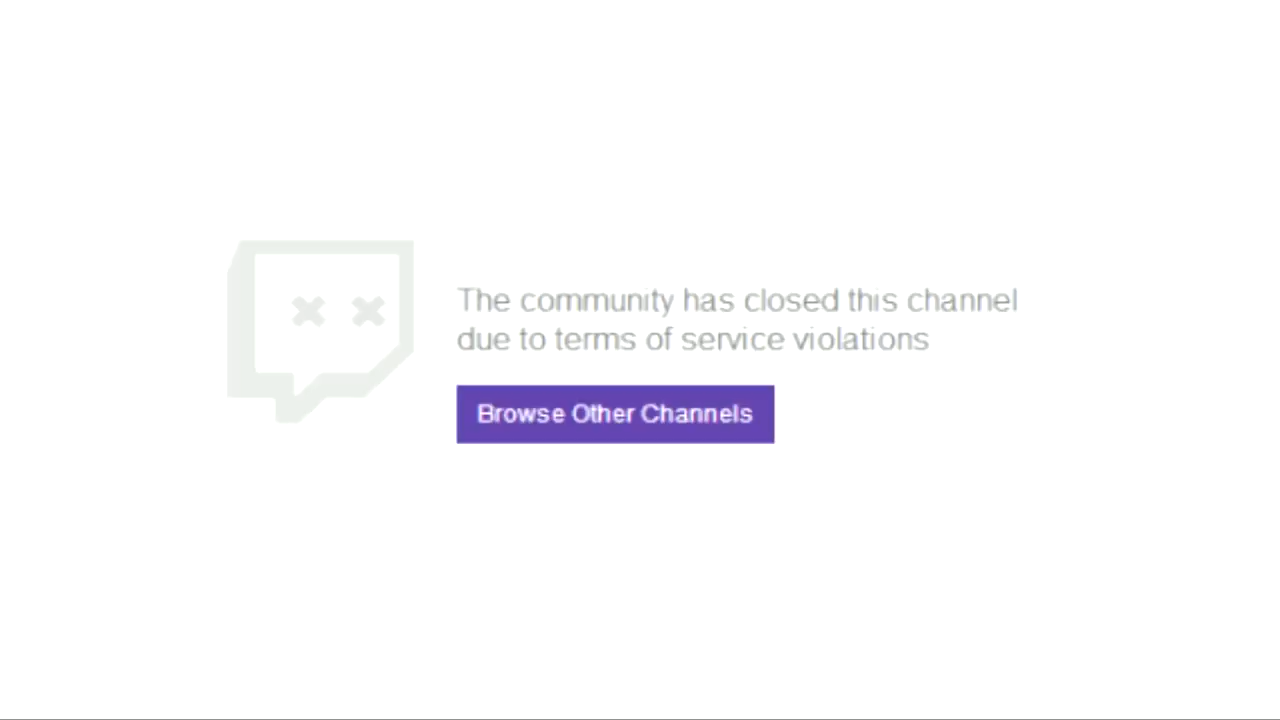 The community has closed this channel
due to terms of service violations
Browse Other Channels